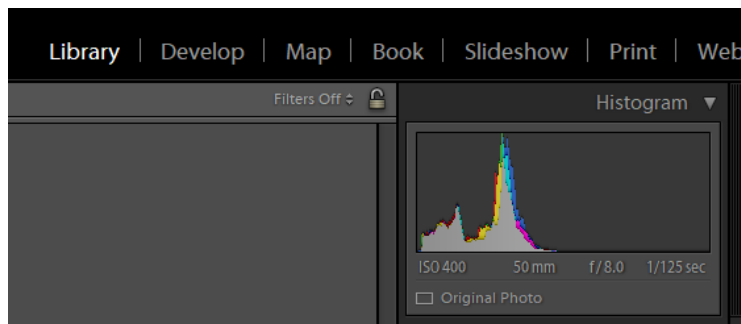 Library | Develop | Map | Book | Slideshow | Print | Web
Filters Off
Histogram
ISO 400 50 mm f / 8.0 1/125 sec
Original Photo